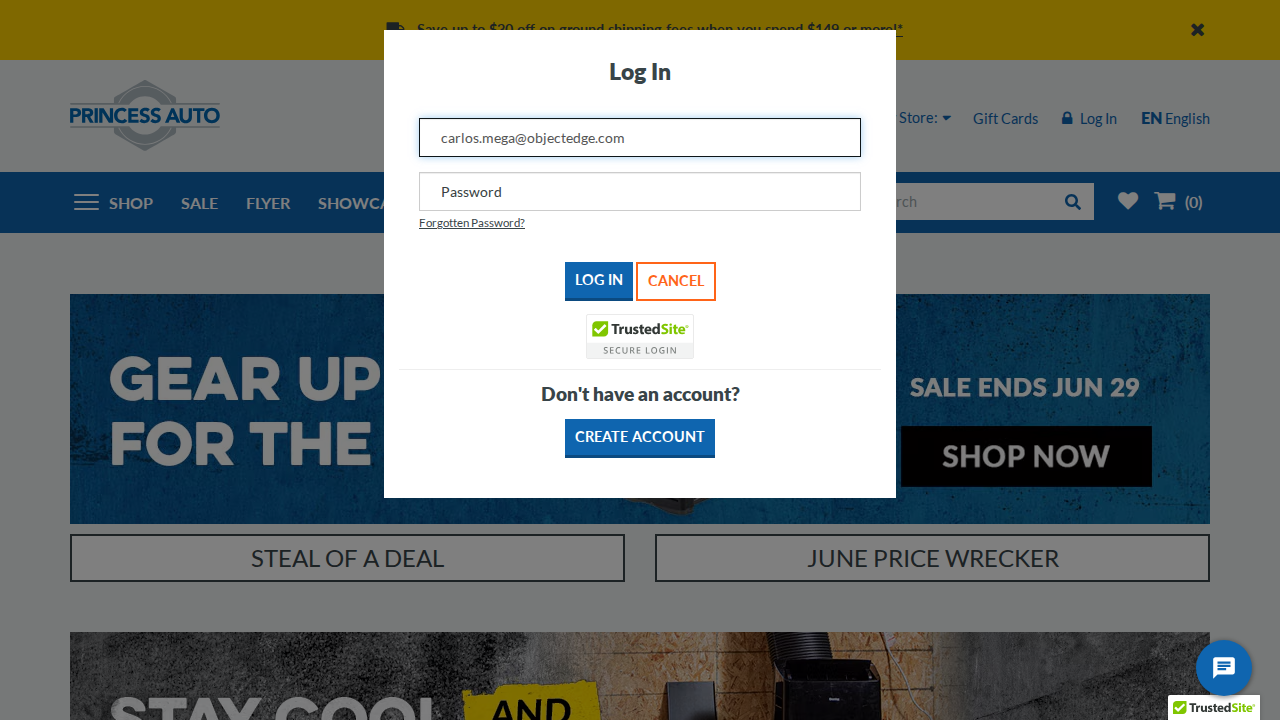 Save up to $20 off on ground shipping fees when you spend $149 or more!*
PRINCESS AUTO
Store:
Gift Cards
Log In
EN English
SHOP
SALE
FLYER
SHOWCA
rch
(0)
Log In
carlos.mega@objectedge.com
Password
Forgotten Password?
LOG IN
CANCEL
TrustedSite
SECURE LOGIN
Don't have an account?
CREATE ACCOUNT
GEAR UP
FOR THE
SALE ENDS JUN 29
SHOP NOW
STEAL OF A DEAL
JUNE PRICE WRECKER
STAY COOL AND
TrustedSite